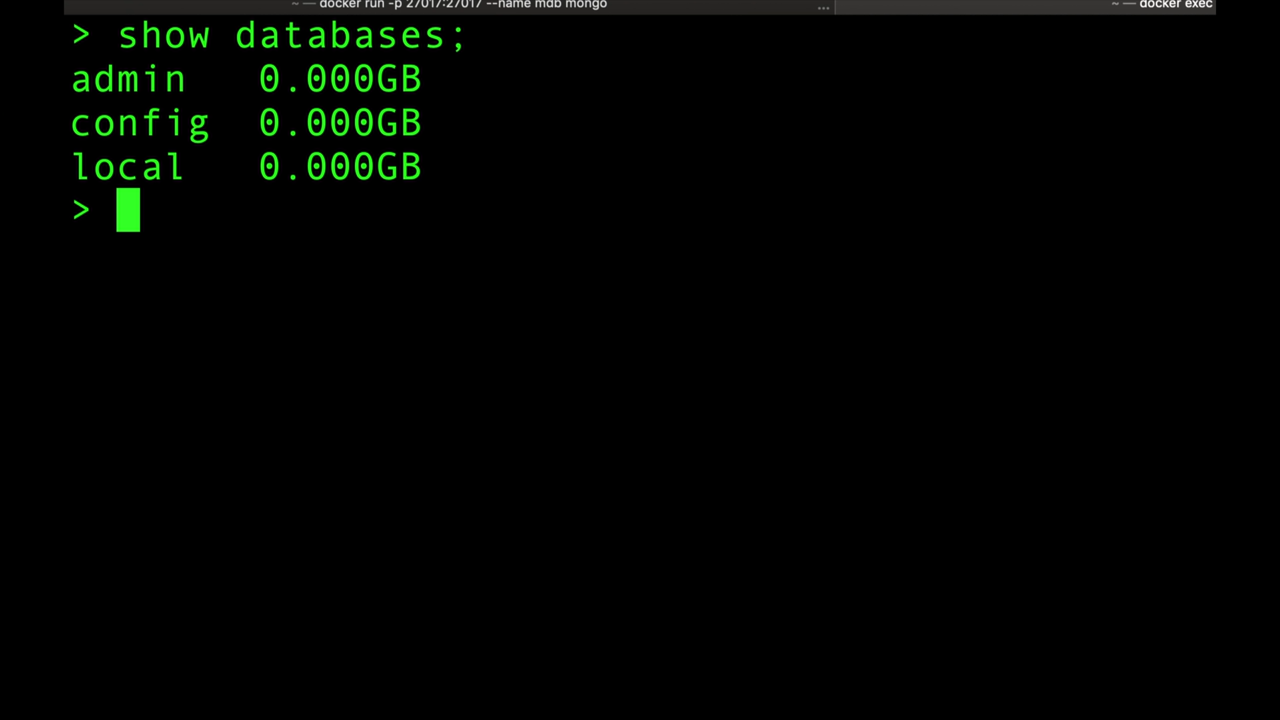 ~ — docker run -p 27017:27017 --name mdb mongo ... ~ — docker exec
> show databases;
admin 0.000GB
config 0.000GB
local 0.000GB
>